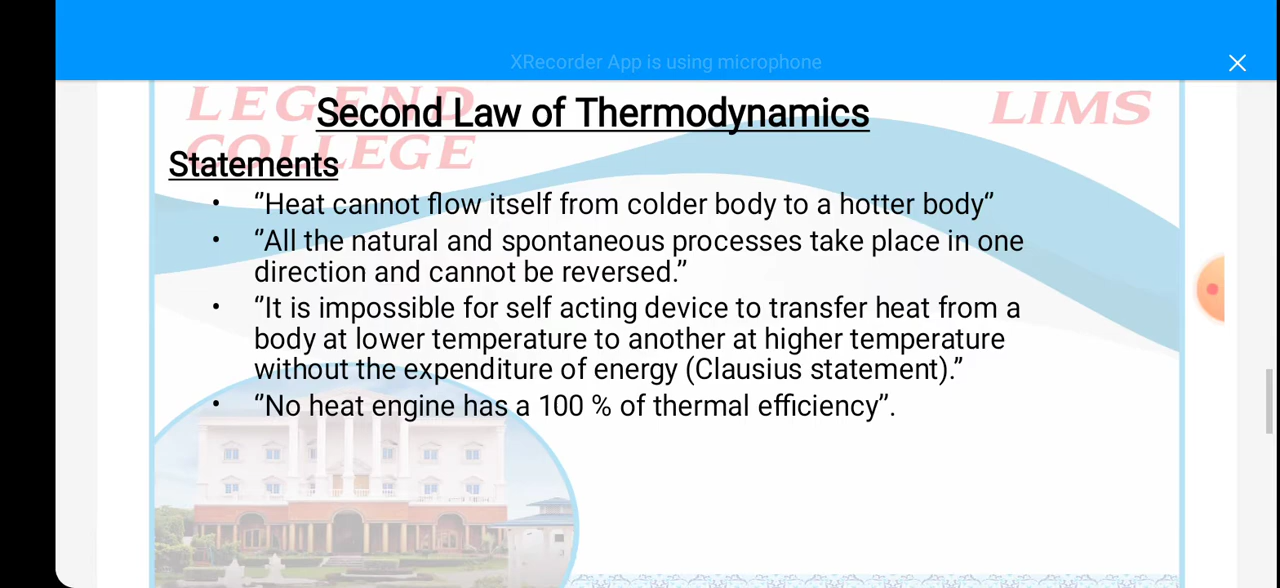 XRecorder App is using microphone
LEGEND
COLLEGE
LIMS
Second Law of Thermodynamics
Statements
• “Heat cannot flow itself from colder body to a hotter body”
• “All the natural and spontaneous processes take place in one
direction and cannot be reversed.”
• “It is impossible for self acting device to transfer heat from a
body at lower temperature to another at higher temperature
without the expenditure of energy (Clausius statement).”
• “No heat engine has a 100 % of thermal efficiency”.